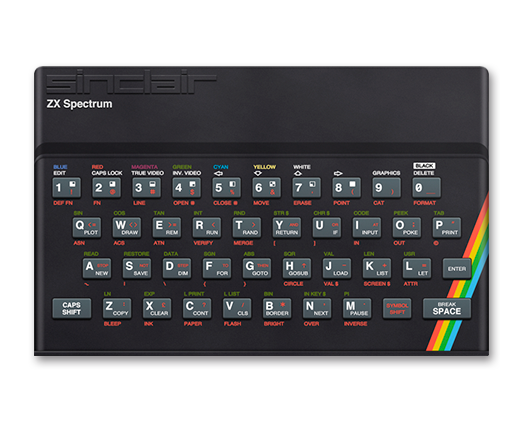 sinclair
ZX Spectrum
BLUE RED MAGENTA GREEN CYAN YELLOW WHITE BLACK
EDIT CAPS LOCK TRUE VIDEO INV. VIDEO GRAPHICS DELETE
1 ! 2 @ 3 # 4 $ 5 % 6 & 7 ' 8 ( 9 ) 0
DEF FN FN LINE OPEN # CLOSE # MOVE ERASE POINT CAT FORMAT
SIN COS TAN INT RND STR $ CHR $ CODE PEEK TAB
Q W E R T Y U I O P
PLOT DRAW REM RUN RAND RETURN IF INPUT POKE PRINT
ASN ACS ATN VERIFY MERGE [ ] IN OUT ©
READ RESTORE DATA SGN ABS SQR VAL LEN USR
A S D F G H J K L ENTER
NEW SAVE DIM FOR GOTO GOSUB LOAD LIST LET
~ | \ { } CIRCLE VAL $ SCREEN $ ATTR
LN EXP L PRINT L LIST BIN IN KEY $ PI
CAPS SHIFT Z X C V B N M SYMBOL SHIFT BREAK SPACE
COPY CLEAR CONT CLS BORDER NEXT PAUSE
BLEEP INK PAPER FLASH BRIGHT OVER INVERSE